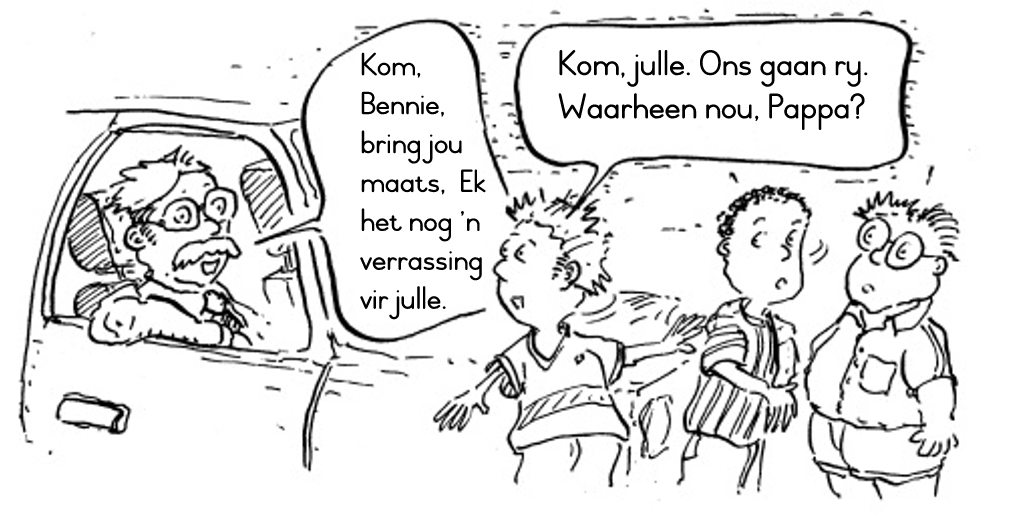 Kom,
Bennie,
bring jou
maats, Ek
het nog 'n
verrassing
vir julle.
Kom, julle. Ons gaan ry.
Waarheen nou, Pappa?